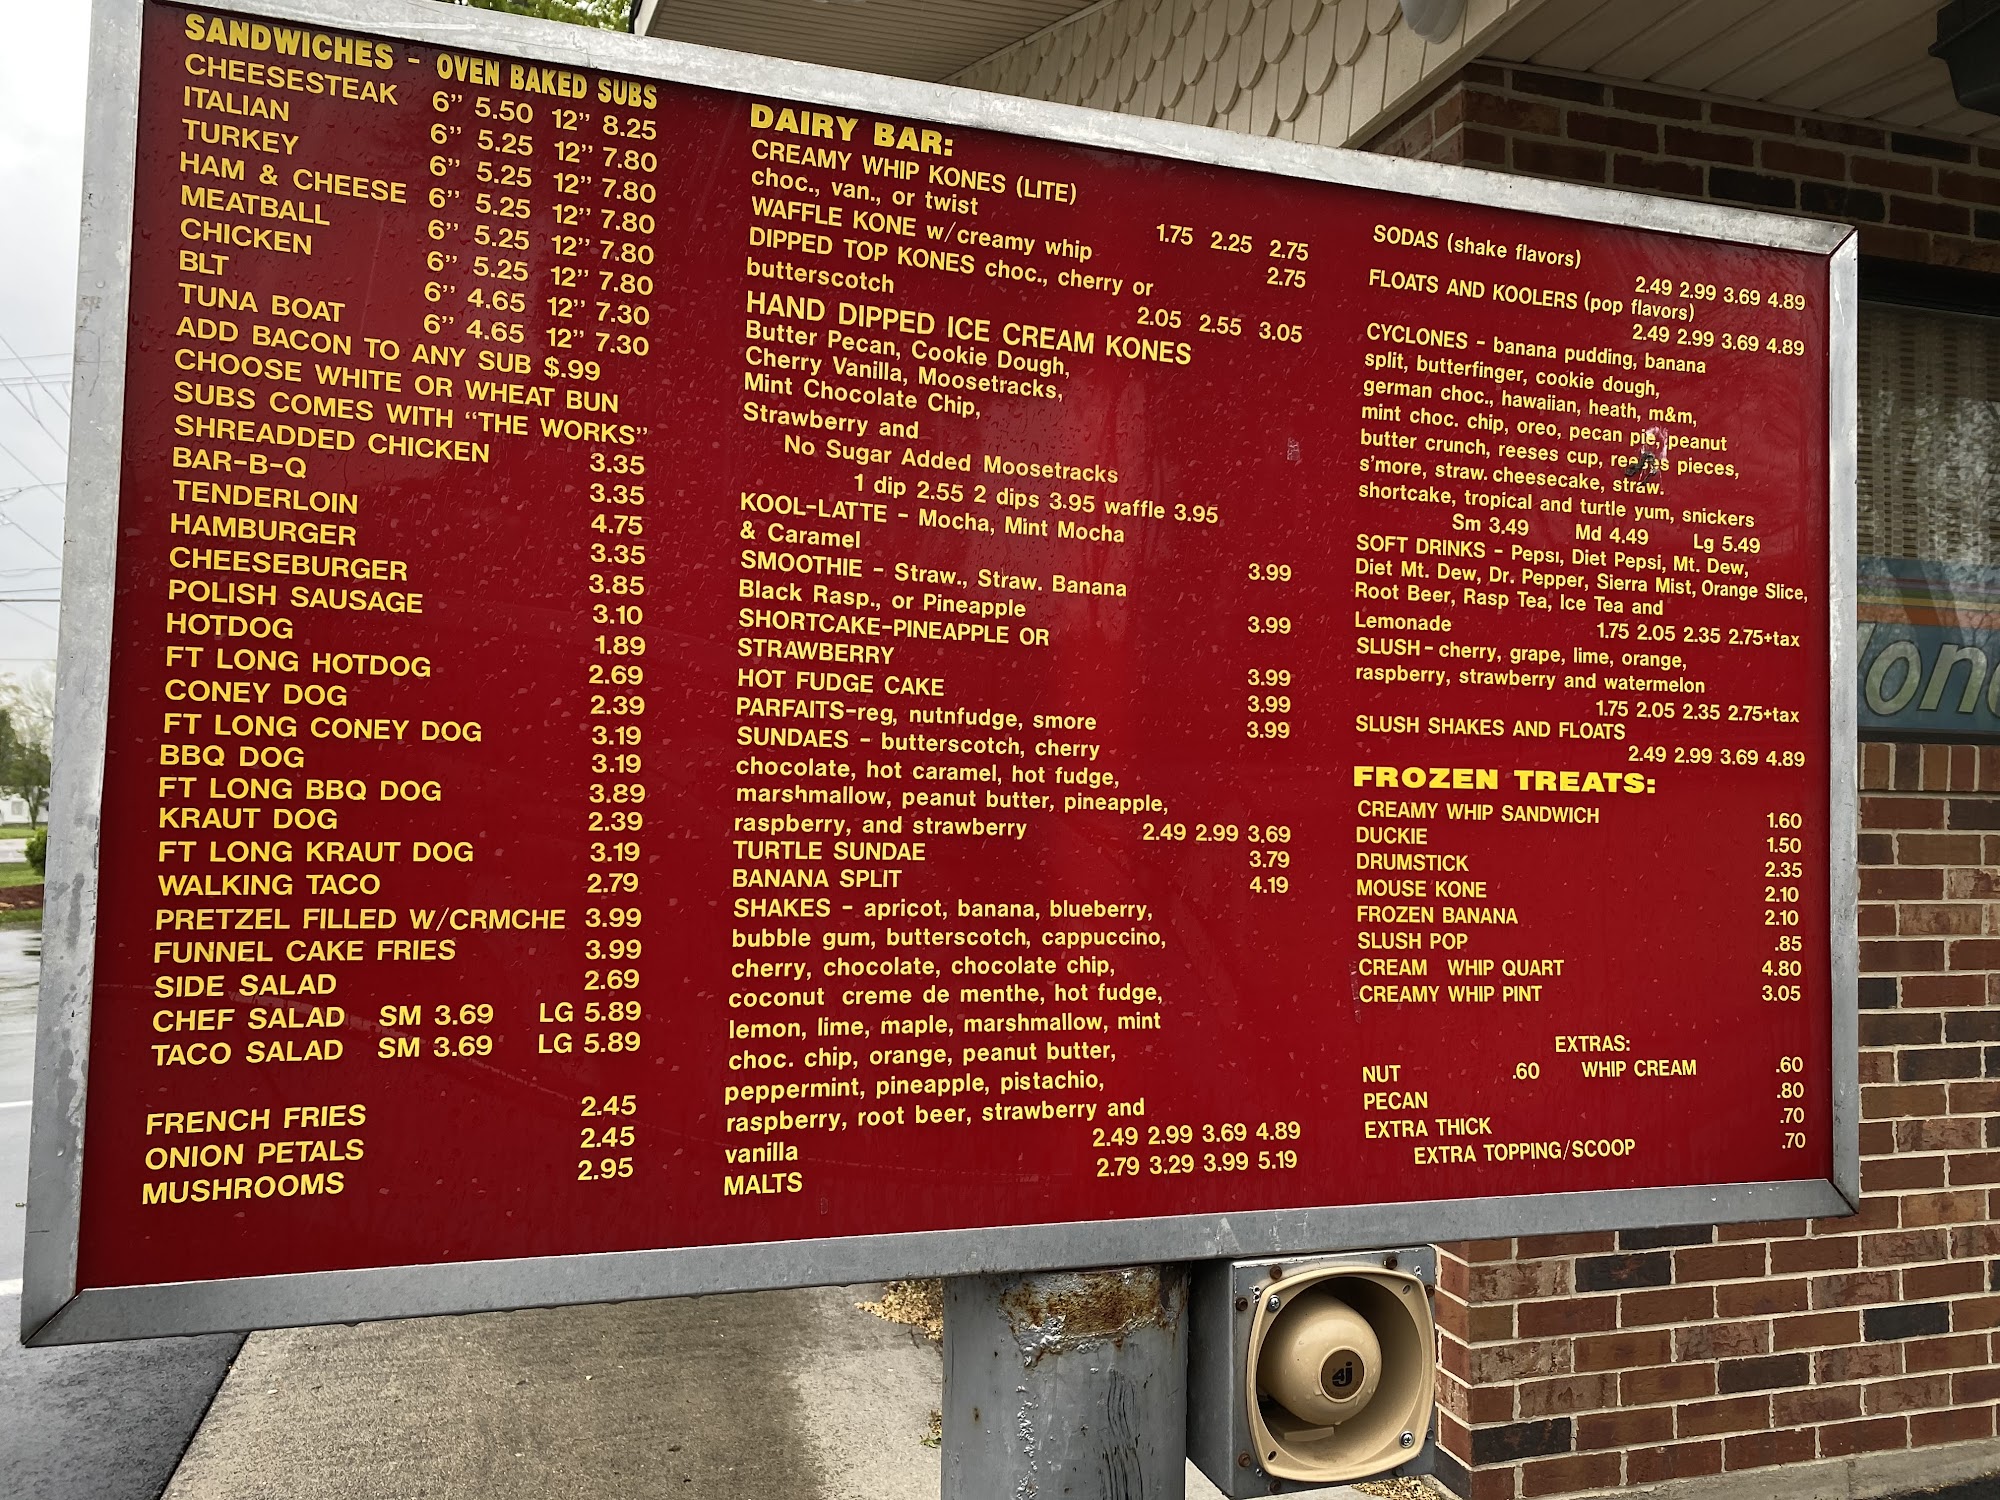 SANDWICHES - OVEN BAKED SUBS
CHEESESTEAK 6" 5.50 12" 8.25
ITALIAN 6" 5.25 12" 7.80
TURKEY 6" 5.25 12" 7.80
HAM & CHEESE 6" 5.25 12" 7.80
MEATBALL 6" 5.25 12" 7.80
CHICKEN 6" 5.25 12" 7.80
BLT 6" 4.65 12" 7.30
TUNA BOAT 6" 4.65 12" 7.30
ADD BACON TO ANY SUB $.99
CHOOSE WHITE OR WHEAT BUN
SUBS COMES WITH "THE WORKS"
SHREADDED CHICKEN 3.35
BAR-B-Q 3.35
TENDERLOIN 4.75
HAMBURGER 3.35
CHEESEBURGER 3.85
POLISH SAUSAGE 3.10
HOTDOG 1.89
FT LONG HOTDOG 2.69
CONEY DOG 2.39
FT LONG CONEY DOG 3.19
BBQ DOG 3.19
FT LONG BBQ DOG 3.89
KRAUT DOG 2.39
FT LONG KRAUT DOG 3.19
WALKING TACO 2.79
PRETZEL FILLED W/CRMCHE 3.99
FUNNEL CAKE FRIES 3.99
SIDE SALAD 2.69
CHEF SALAD SM 3.69 LG 5.89
TACO SALAD SM 3.69 LG 5.89
FRENCH FRIES 2.45
ONION PETALS 2.45
MUSHROOMS 2.95
DAIRY BAR:
CREAMY WHIP KONES (LITE)
choc., van., or twist 1.75 2.25 2.75
WAFFLE KONE w/creamy whip 2.75
DIPPED TOP KONES choc., cherry or
butterscotch 2.05 2.55 3.05
HAND DIPPED ICE CREAM KONES
Butter Pecan, Cookie Dough,
Cherry Vanilla, Moosetracks,
Mint Chocolate Chip,
Strawberry and
No Sugar Added Moosetracks
1 dip 2.55 2 dips 3.95 waffle 3.95
KOOL-LATTE - Mocha, Mint Mocha
& Caramel 3.99
SMOOTHIE - Straw., Straw. Banana
Black Rasp., or Pineapple 3.99
SHORTCAKE-PINEAPPLE OR
STRAWBERRY 3.99
HOT FUDGE CAKE 3.99
PARFAITS-reg, nutnfudge, smore 3.99
SUNDAES - butterscotch, cherry
chocolate, hot caramel, hot fudge,
marshmallow, peanut butter, pineapple,
raspberry, and strawberry 2.49 2.99 3.69
TURTLE SUNDAE 3.79
BANANA SPLIT 4.19
SHAKES - apricot, banana, blueberry,
bubble gum, butterscotch, cappuccino,
cherry, chocolate, chocolate chip,
coconut creme de menthe, hot fudge,
lemon, lime, maple, marshmallow, mint
choc. chip, orange, peanut butter,
peppermint, pineapple, pistachio,
raspberry, root beer, strawberry and
vanilla 2.49 2.99 3.69 4.89
MALTS 2.79 3.29 3.99 5.19
SODAS (shake flavors)
2.49 2.99 3.69 4.89
FLOATS AND KOOLERS (pop flavors)
2.49 2.99 3.69 4.89
CYCLONES - banana pudding, banana
split, butterfinger, cookie dough,
german choc., hawaiian, heath, m&m,
mint choc. chip, oreo, pecan pie, peanut
butter crunch, reeses cup, reeses pieces,
s'more, straw. cheesecake, straw.
shortcake, tropical and turtle yum, snickers
Sm 3.49 Md 4.49 Lg 5.49
SOFT DRINKS - Pepsi, Diet Pepsi, Mt. Dew,
Diet Mt. Dew, Dr. Pepper, Sierra Mist, Orange Slice,
Root Beer, Rasp Tea, Ice Tea and
Lemonade 1.75 2.05 2.35 2.75+tax
SLUSH - cherry, grape, lime, orange,
raspberry, strawberry and watermelon
1.75 2.05 2.35 2.75+tax
SLUSH SHAKES AND FLOATS
2.49 2.99 3.69 4.89
FROZEN TREATS:
CREAMY WHIP SANDWICH 1.60
DUCKIE 1.50
DRUMSTICK 2.35
MOUSE KONE 2.10
FROZEN BANANA 2.10
SLUSH POP .85
CREAM WHIP QUART 4.80
CREAMY WHIP PINT 3.05
EXTRAS:
NUT .60 WHIP CREAM .60
PECAN .80
EXTRA THICK .70
EXTRA TOPPING/SCOOP .70